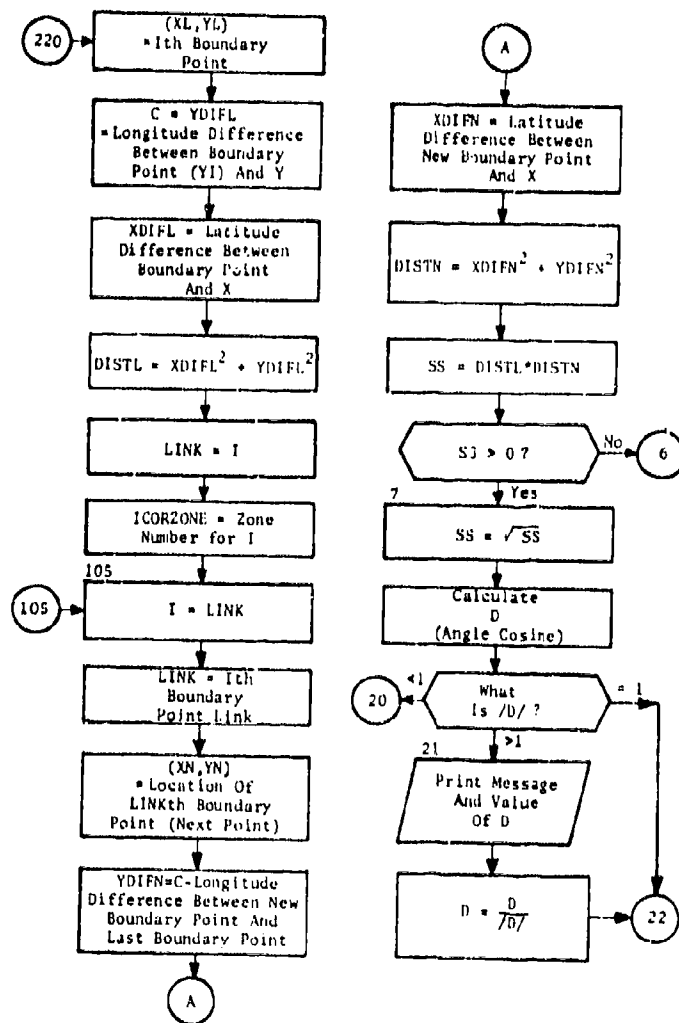 220
(XL,YL)
=Ith Boundary
Point
C = YDIFL
=Longitude Difference
Between Boundary
Point (YI) And Y
XDIFL = Latitude
Difference Between
Boundary Point
And X
DISTL = XDIFL² + YDIFL²
LINK = I
ICORZONE = Zone
Number for I
105
105
I = LINK
LINK = Ith
Boundary
Point Link
(XN,YN)
=Location Of
LINKth Boundary
Point (Next Point)
YDIFN=C-Longitude
Difference Between New
Boundary Point And
Last Boundary Point
A
A
XDIFN = Latitude
Difference Between
New Boundary Point
And X
DISTN = XDIFN² + YDIFN²
SS = DISTL*DISTN
SS > 0?
No
6
Yes
7
SS = √SS
Calculate
D
(Angle Cosine)
<1
20
What
Is /D/ ?
= 1
>1
21
Print Message
And Value
Of D
D = D
/D/
22